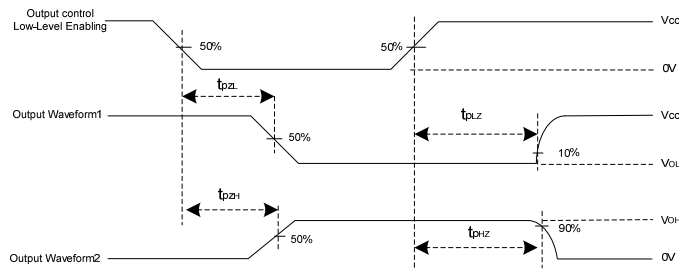 Output control
Low-Level Enabling
Vcc
50%
50%
0V
tPZL
Output Waveform1
Vcc
tPLZ
50%
10%
VOL
tPZH
VOH
50%
tPHZ
90%
Output Waveform2
0V